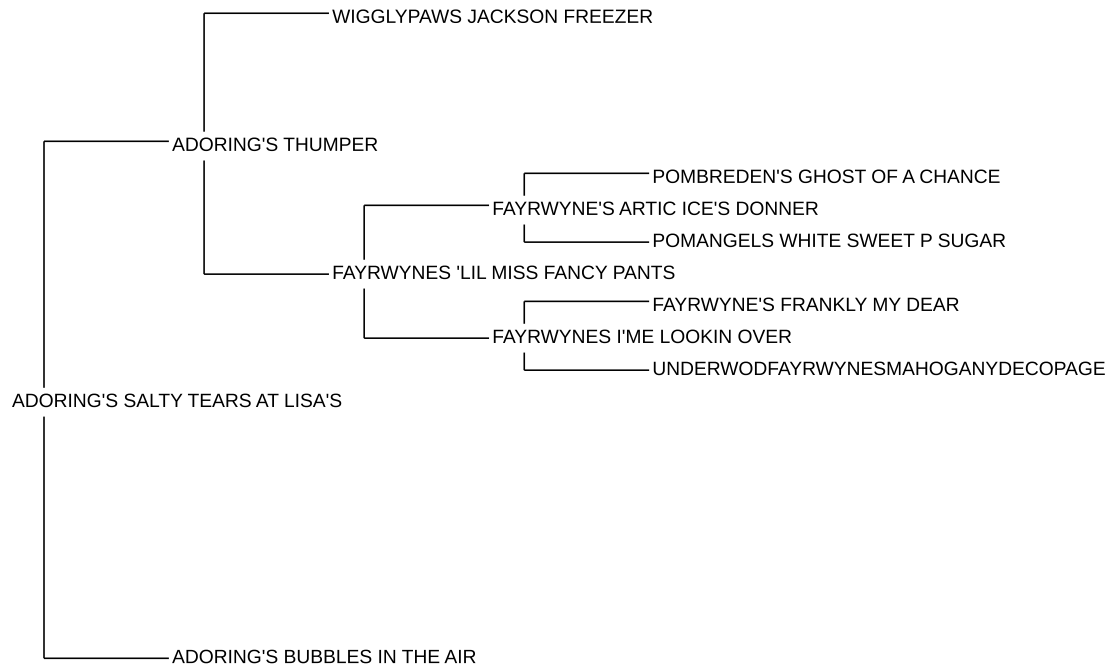 WIGGLYPAWS JACKSON FREEZER
ADORING'S THUMPER
POMBREDEN'S GHOST OF A CHANCE
FAYRWYNE'S ARTIC ICE'S DONNER
POMANGELS WHITE SWEET P SUGAR
FAYRWYNES 'LIL MISS FANCY PANTS
FAYRWYNE'S FRANKLY MY DEAR
FAYRWYNES I'ME LOOKIN OVER
UNDERWODFAYRWYNESMAHOGANYDECOPAGE
ADORING'S SALTY TEARS AT LISA'S
ADORING'S BUBBLES IN THE AIR